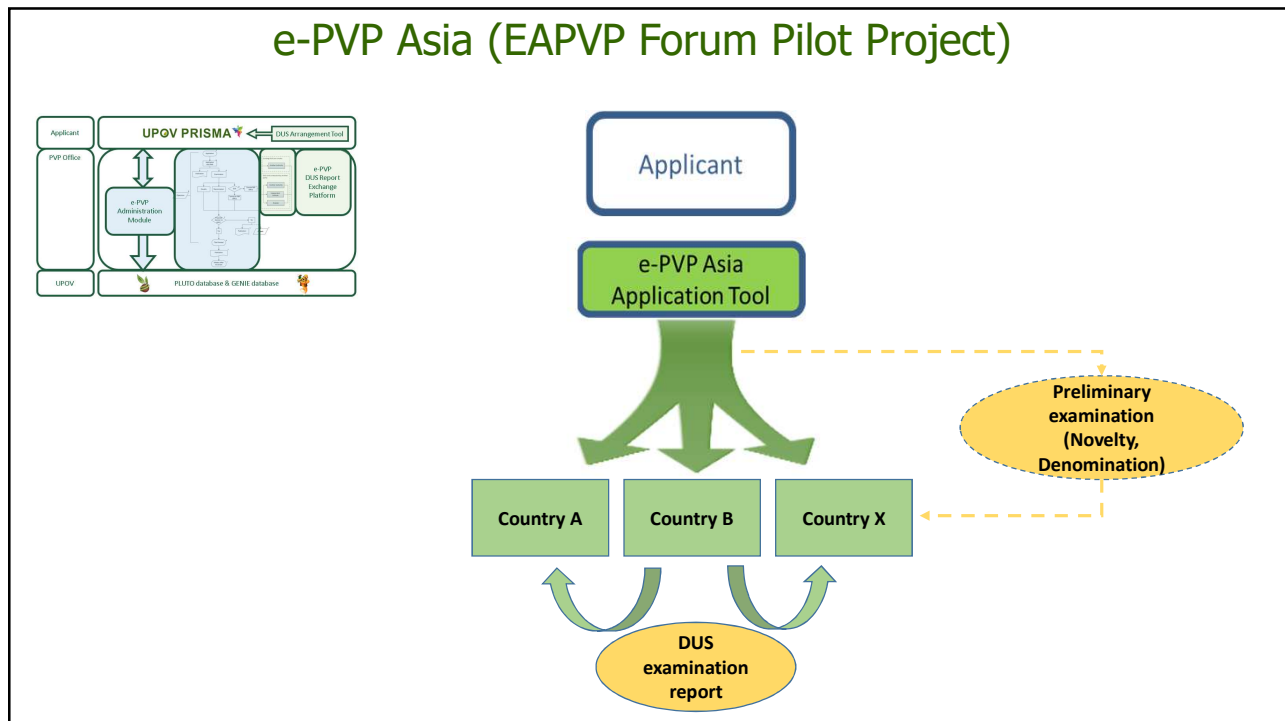 e-PVP Asia (EAPVP Forum Pilot Project)
Applicant
UPOV PRISMA
DUS Arrangement Tool
PVP Office
e-PVP
Administration
Module
e-PVP
DUS Report
Exchange
Platform
UPOV
PLUTO database & GENIE database
Applicant
e-PVP Asia
Application Tool
Preliminary
examination
(Novelty,
Denomination)
Country A
Country B
Country X
DUS
examination
report